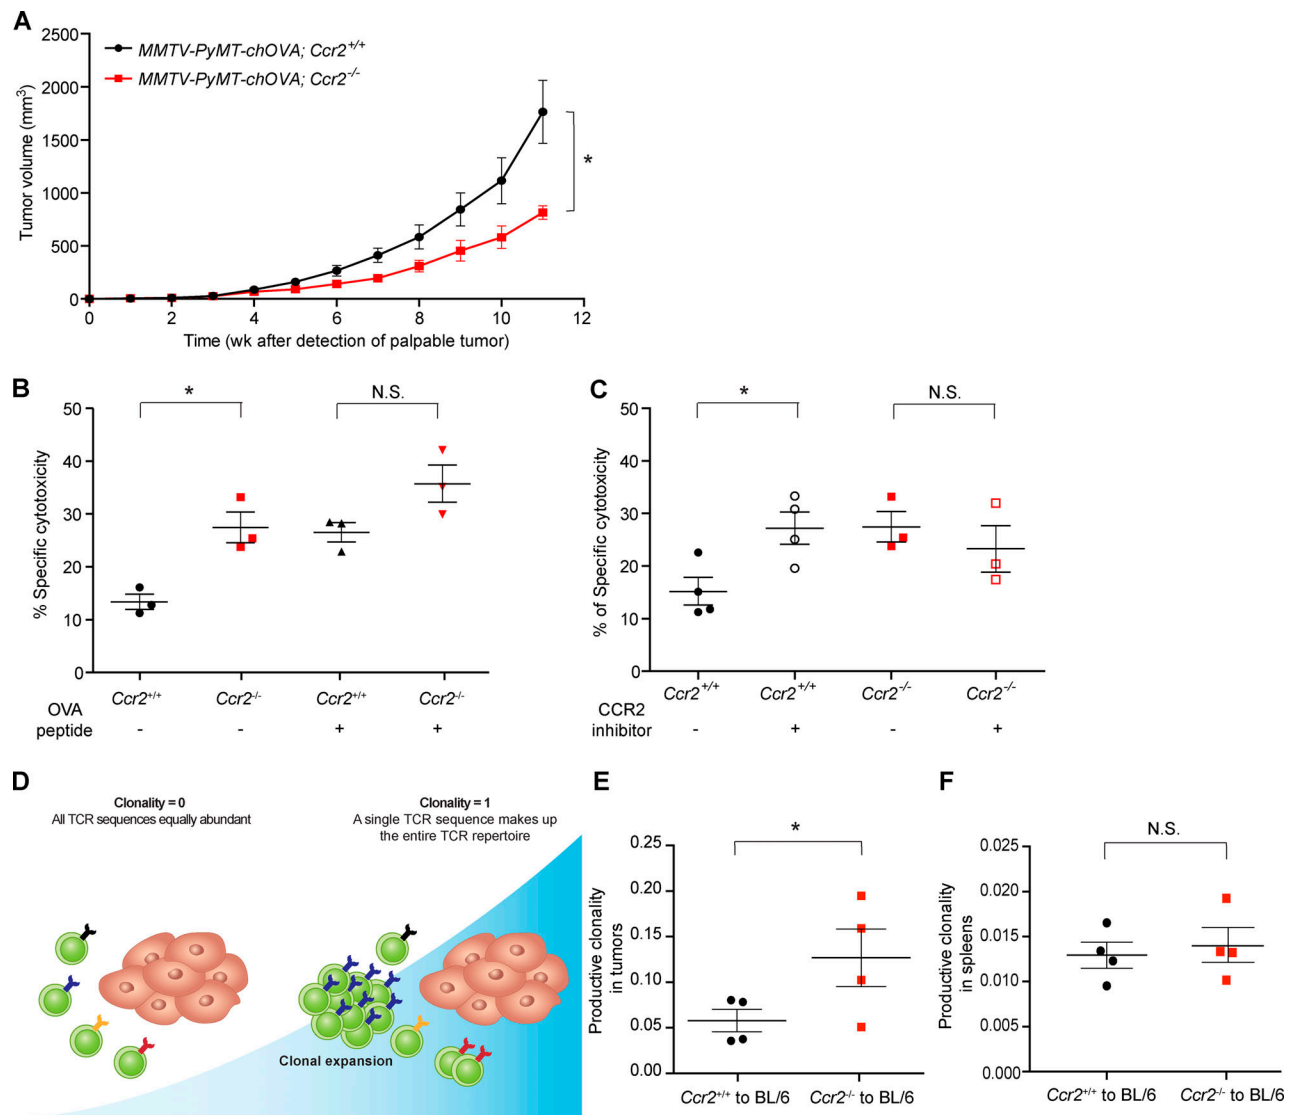 A
2500
2000
1500
1000
500
0
Tumor volume (mm³)
MMTV-PyMT-chOVA; Ccr2+/+
MMTV-PyMT-chOVA; Ccr2-/-
*
0 2 4 6 8 10 12
Time (wk after detection of palpable tumor)
B
* N.S.
50
40
30
20
10
0
% Specific cytotoxicity
Ccr2+/+ Ccr2-/- Ccr2+/+ Ccr2-/-
OVA
peptide - - + +
C
* N.S.
50
40
30
20
10
0
% of Specific cytotoxicity
Ccr2+/+ Ccr2+/+ Ccr2-/- Ccr2-/-
CCR2
inhibitor - + - +
D
Clonality = 0
All TCR sequences equally abundant
Clonality = 1
A single TCR sequence makes up
the entire TCR repertoire
Clonal expansion
E
*
0.25
0.20
0.15
0.10
0.05
0.00
Productive clonality
in tumors
Ccr2+/+ to BL/6 Ccr2-/- to BL/6
F
N.S.
0.025
0.020
0.015
0.010
0.005
0.000
Productive clonality
in spleens
Ccr2+/+ to BL/6 Ccr2-/- to BL/6